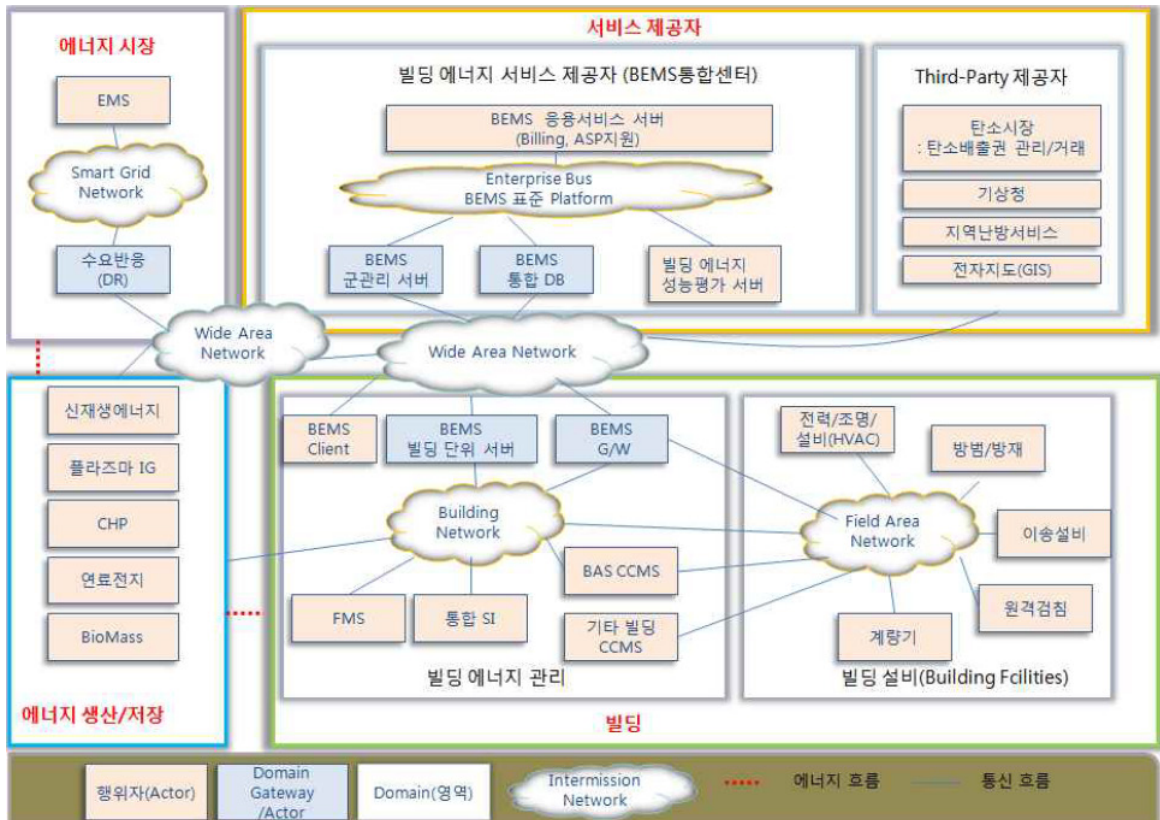 에너지 시장
EMS
Smart Grid
Network
수요반응
(DR)
서비스 제공자
빌딩 에너지 서비스 제공자 (BEMS통합센터)
BEMS 응용서비스 서버
(Billing, ASP지원)
Enterprise Bus
BEMS 표준 Platform
BEMS
군관리 서버
BEMS
통합 DB
빌딩 에너지
성능평가 서버
Third-Party 제공자
탄소시장
: 탄소배출권 관리/거래
기상청
지역난방서비스
전자지도(GIS)
Wide Area
Network
Wide Area Network
신재생에너지
플라즈마 IG
CHP
연료전지
BioMass
에너지 생산/저장
BEMS
Client
BEMS
빌딩 단위 서버
BEMS
G/W
Building
Network
BAS CCMS
FMS
통합 SI
기타 빌딩
CCMS
빌딩 에너지 관리
전력/조명/
설비(HVAC)
방범/방재
Field Area
Network
이송설비
원격검침
계량기
빌딩 설비(Building Fcilities)
빌딩
행위자(Actor)
Domain
Gateway
/Actor
Domain(영역)
Intermission
Network
에너지 흐름
통신 흐름